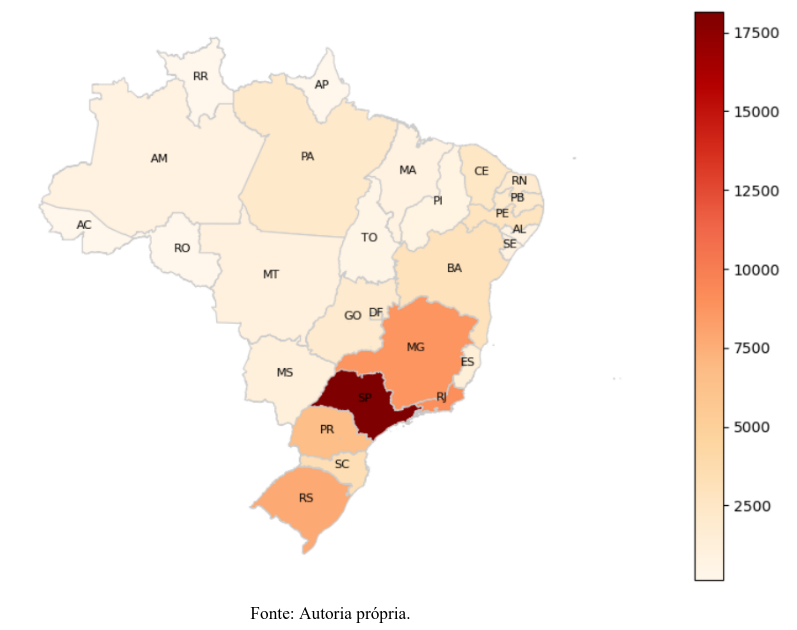 17500
RR
AP
15000
AM
PA
MA
CE
RN
PB
PI
PE
12500
AC
AL
TO
SE
RO
BA
MT
10000
GO
DF
MG
7500
ES
MS
SP
RJ
PR
5000
SC
RS
2500
Fonte: Autoria própria.